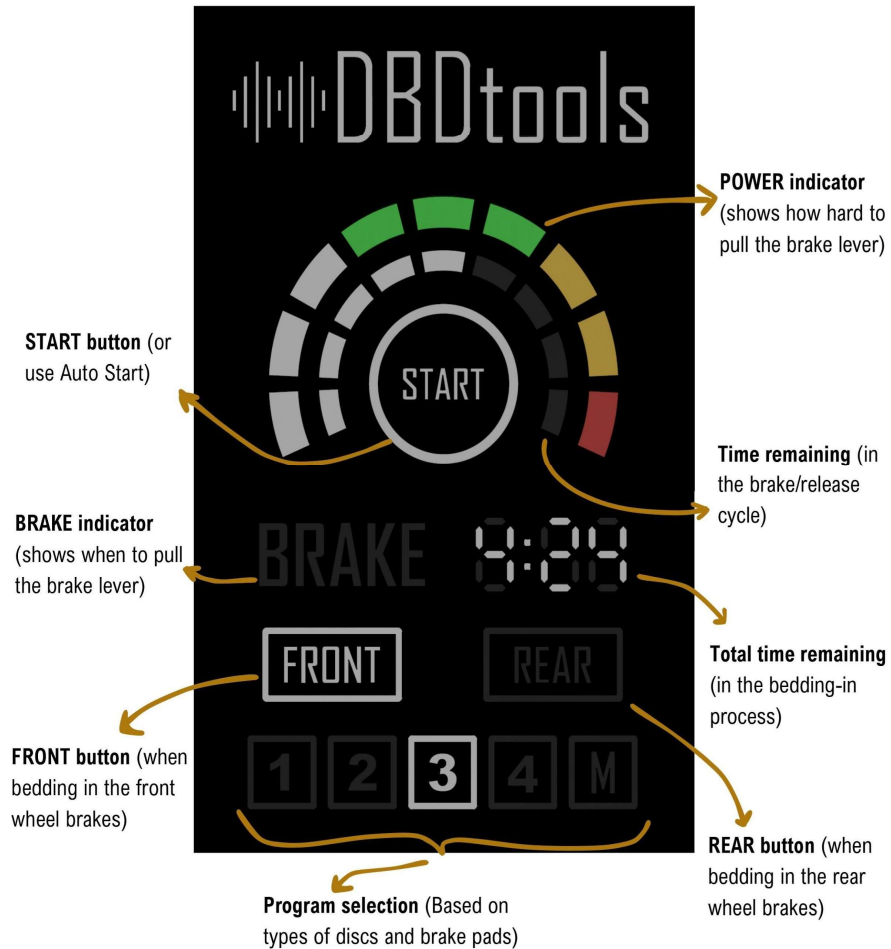 DBDtools
POWER indicator
(shows how hard to
pull the brake lever)
START button (or
use Auto Start)
START
Time remaining (in
the brake/release
cycle)
BRAKE indicator
(shows when to pull
the brake lever)
BRAKE
4:24
Total time remaining
(in the bedding-in
process)
FRONT
REAR
FRONT button (when
bedding in the front
wheel brakes)
1 2 3 4 M
REAR button (when
bedding in the rear
wheel brakes)
Program selection (Based on
types of discs and brake pads)